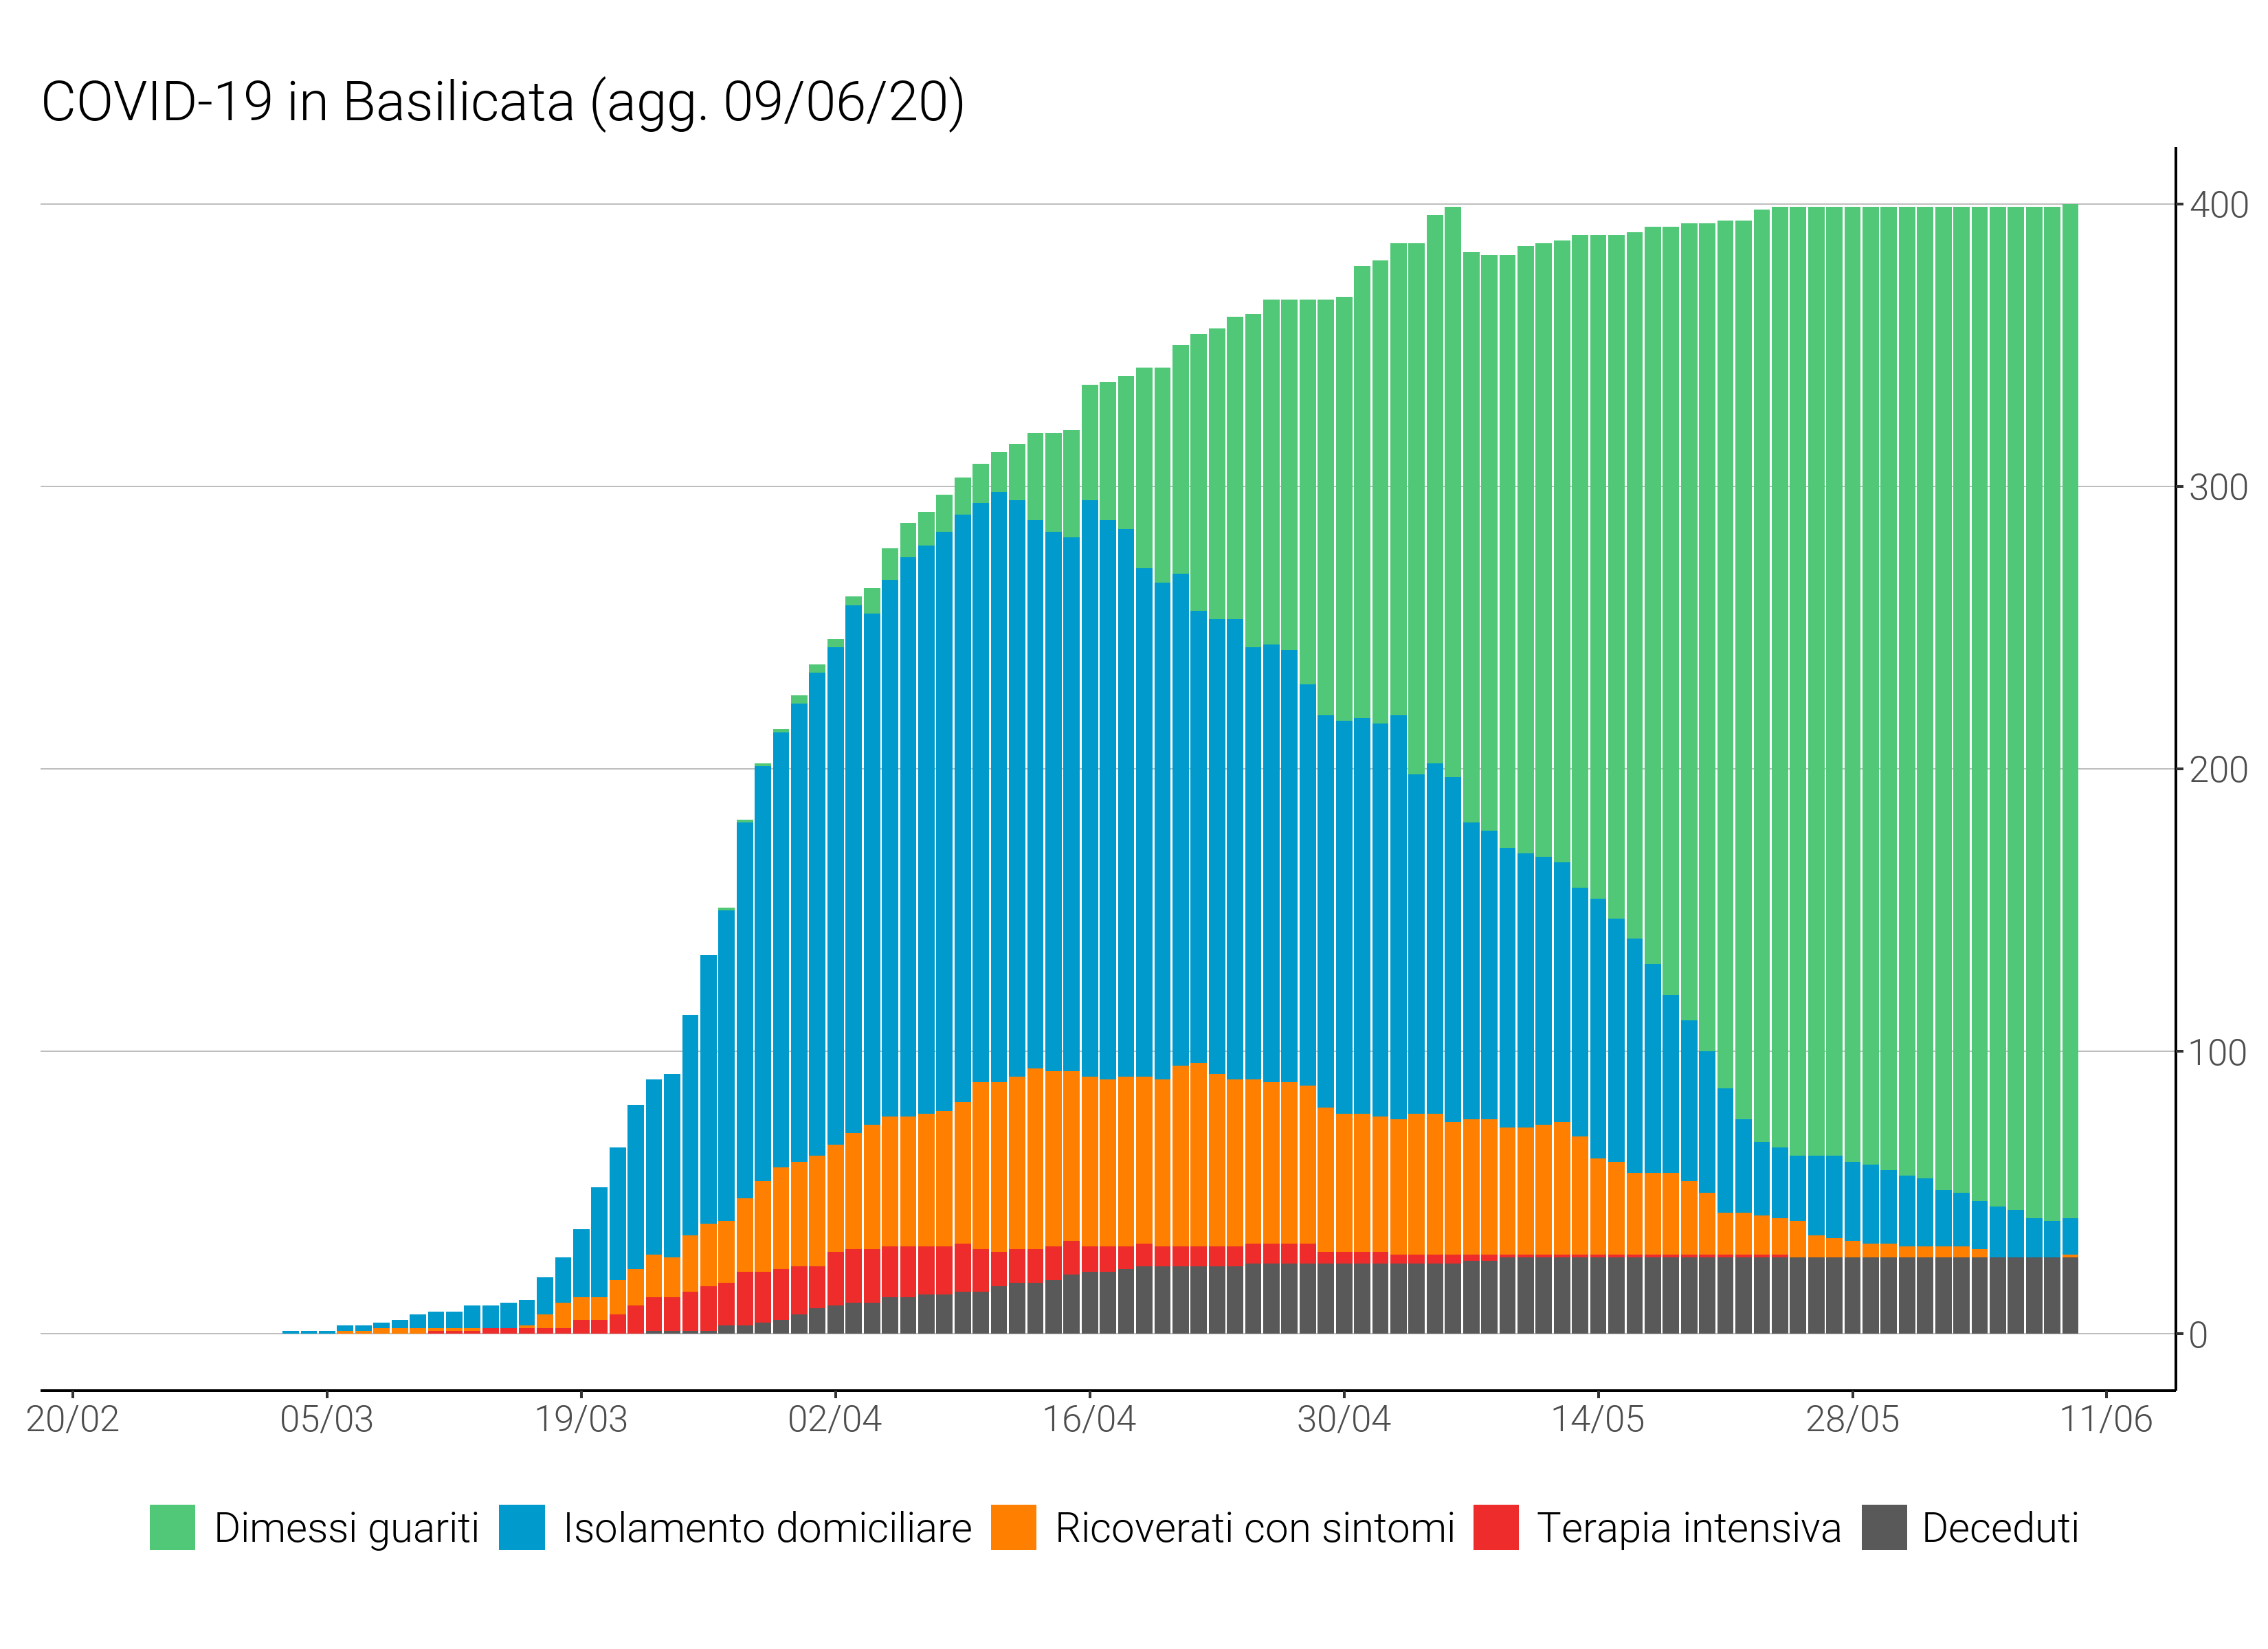 COVID-19 in Basilicata (agg. 09/06/20)
400
300
200
100
0
20/02 05/03 19/03 02/04 16/04 30/04 14/05 28/05 11/06
Dimessi guariti Isolamento domiciliare Ricoverati con sintomi Terapia intensiva Deceduti